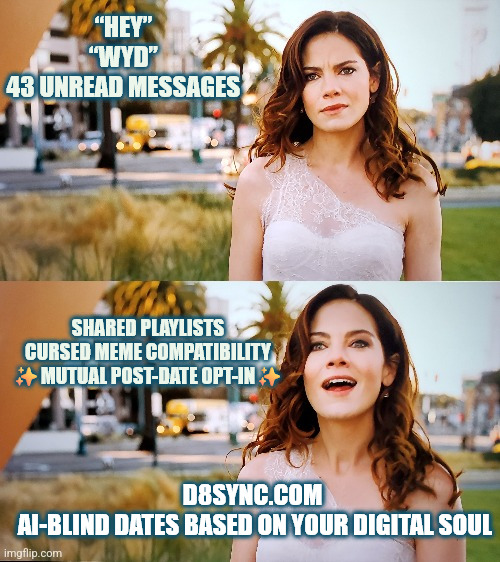 “HEY”
“WYD”
43 UNREAD MESSAGES
SHARED PLAYLISTS
CURSED MEME COMPATIBILITY
✨MUTUAL POST-DATE OPT-IN✨
D8SYNC.COM
AI-BLIND DATES BASED ON YOUR DIGITAL SOUL
imgflip.com